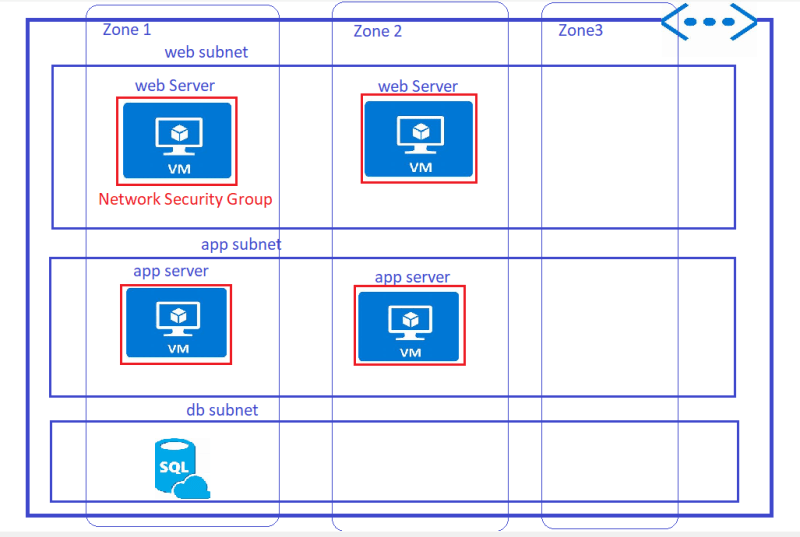 Zone 1
Zone 2
Zone3
web subnet
web Server
web Server
VM
VM
Network Security Group
app subnet
app server
app server
VM
VM
db subnet
SQL